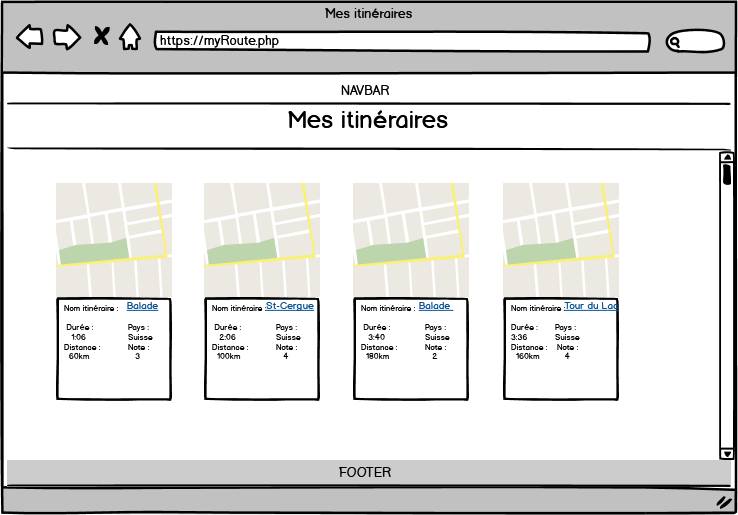 Mes itinéraires
https://myRoute.php
NAVBAR
Mes itinéraires
Nom itinéraire : Balade
Durée : Pays :
1:06 Suisse
Distance : Note :
60km 3
Nom itinéraire : St-Cergue
Durée : Pays :
2:06 Suisse
Distance : Note :
100km 4
Nom itinéraire : Balade
Durée : Pays :
3:40 Suisse
Distance : Note :
180km 2
Nom itinéraire : Tour du Lac
Durée : Pays :
3:36 Suisse
Distance : Note :
160km 4
FOOTER